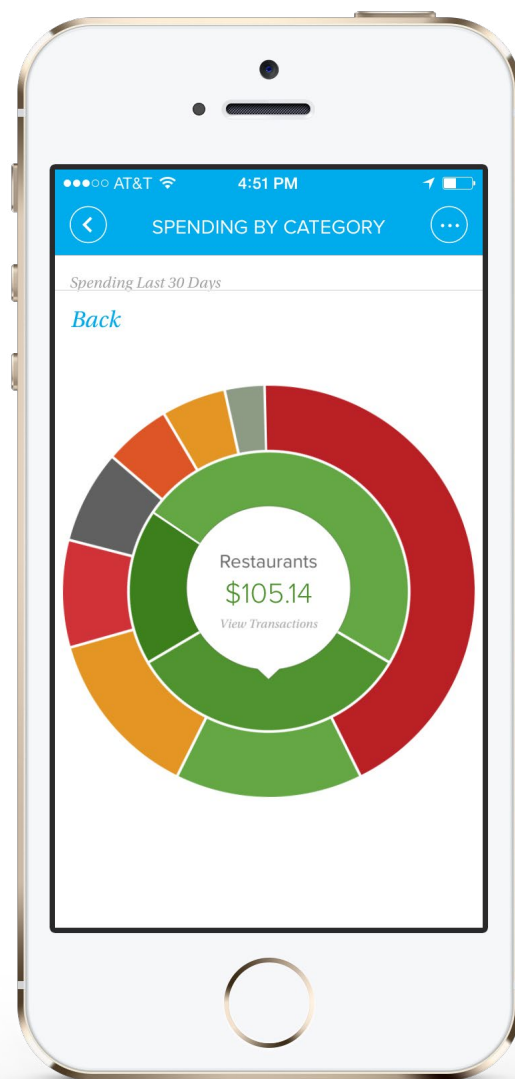 AT&T 4:51 PM
SPENDING BY CATEGORY
Spending Last 30 Days
Back
Restaurants
$105.14
View Transactions